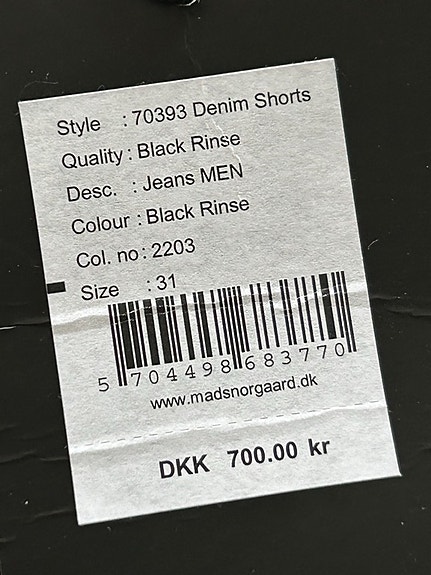 Style : 70393 Denim Shorts
Quality : Black Rinse
Desc. : Jeans MEN
Colour : Black Rinse
Col. no : 2203
Size : 31
5 704498 683770
www.madsnorgaard.dk
DKK 700.00 kr